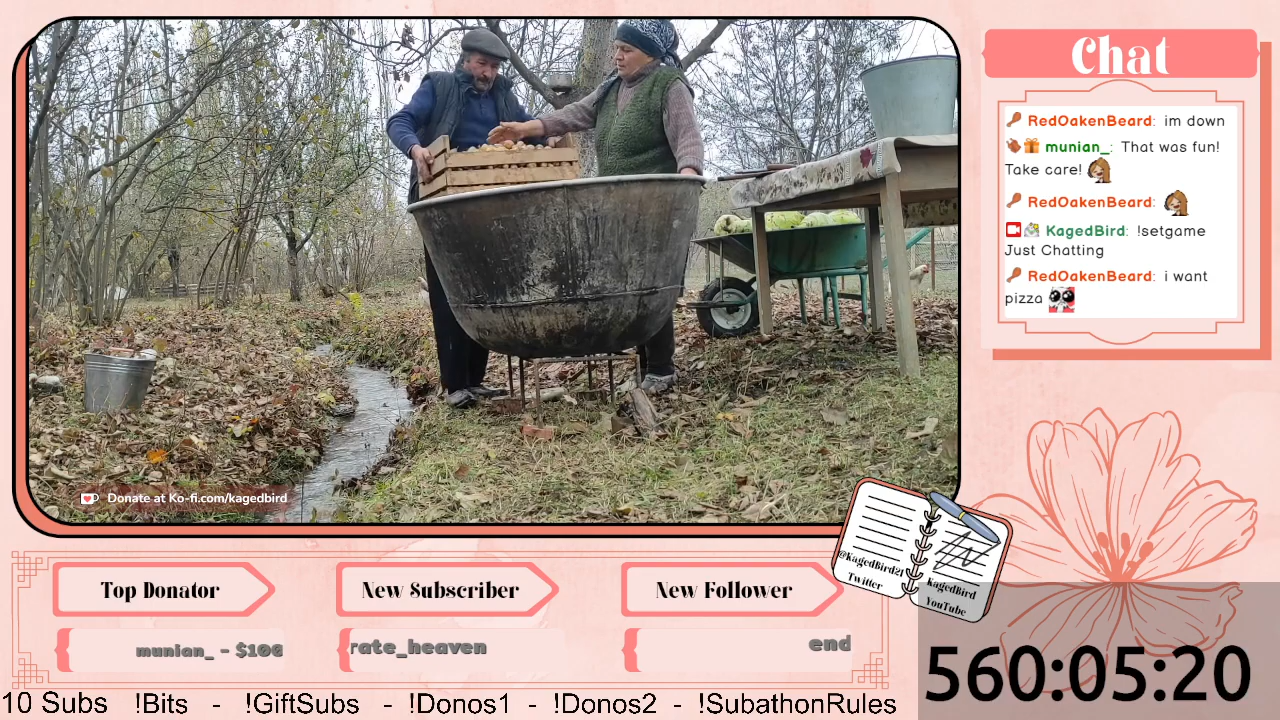 Chat
RedOakenBeard: im down
munian_: That was fun!
Take care!
RedOakenBeard:
KagedBird: !setgame
Just Chatting
RedOakenBeard: i want
pizza
Donate at Ko-fi.com/kagedbird
@KagedBird21
Twitter
KagedBird
YouTube
Top Donator
New Subscriber
New Follower
munian_ - $100
rate_heaven
end
10 Subs !Bits - !GiftSubs - !Donos1 - !Donos2 - !SubathonRules
560:05:20